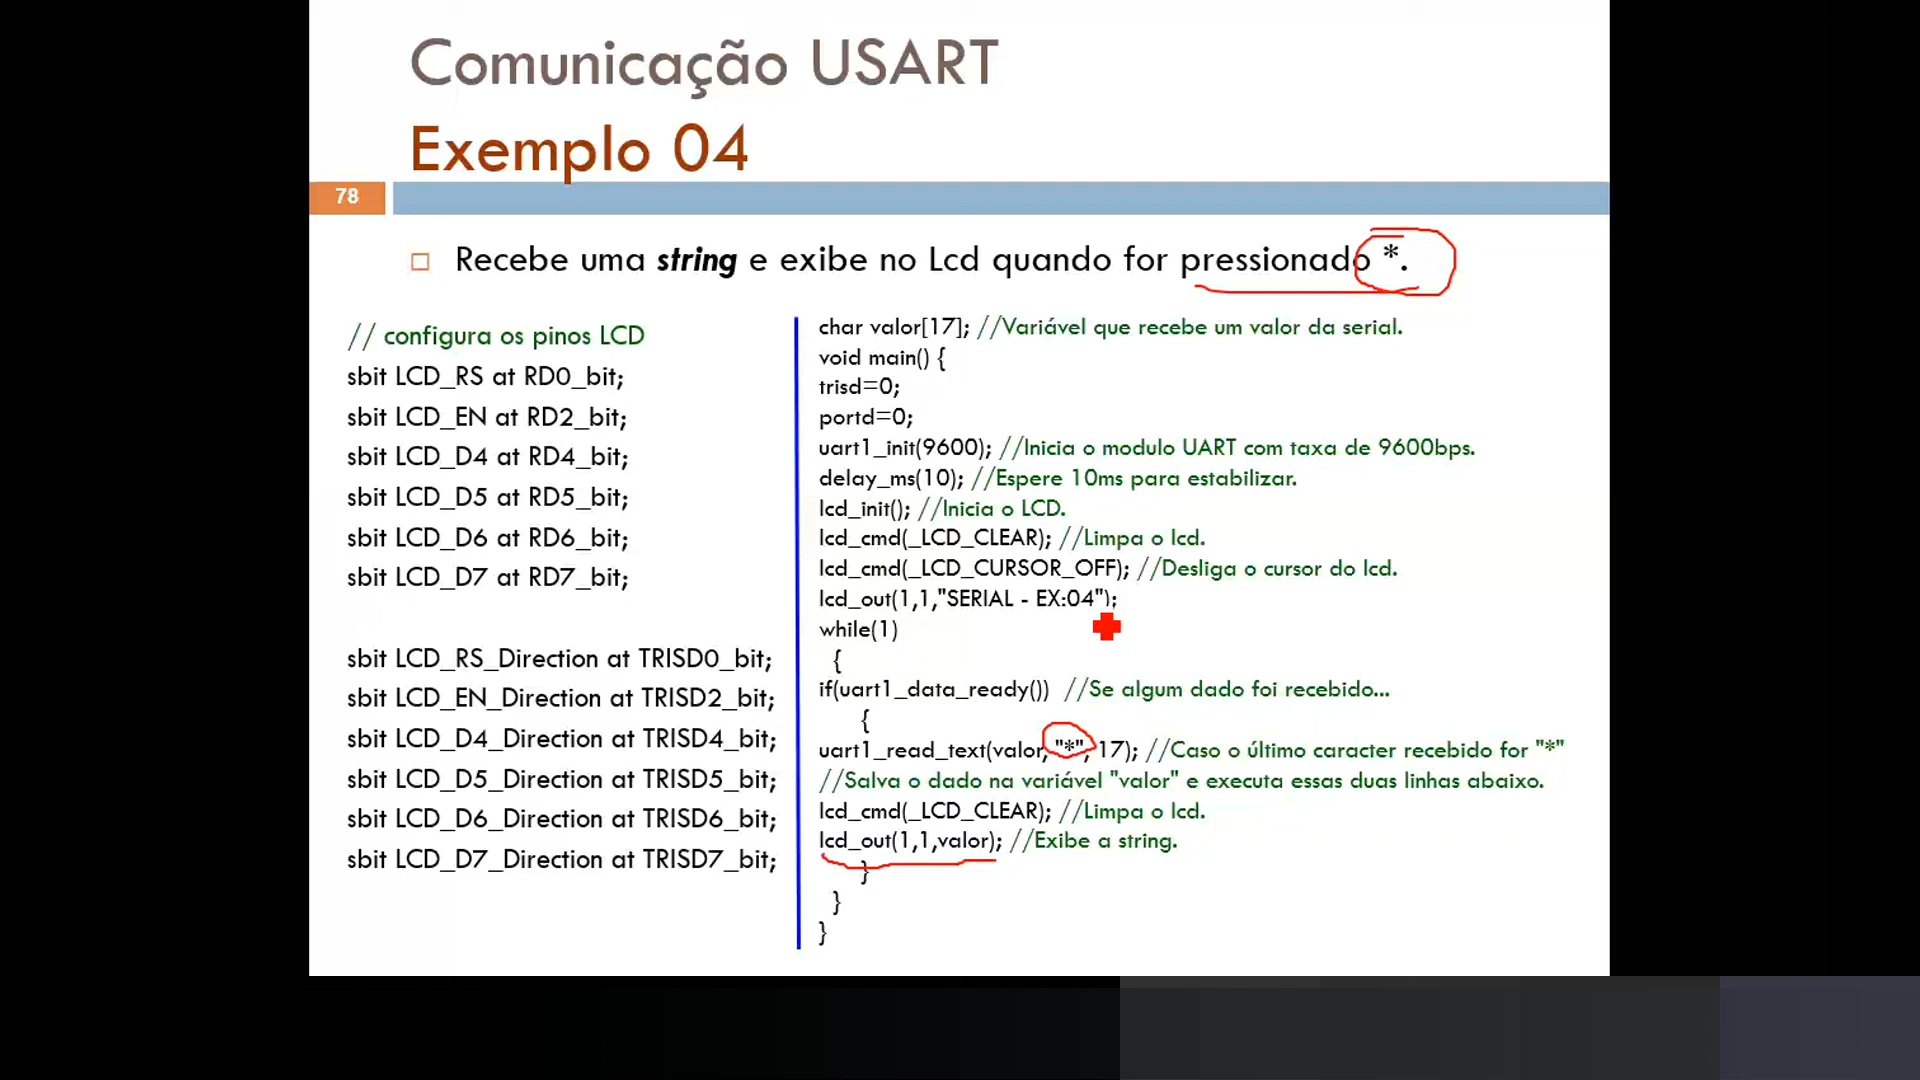 Comunicação USART
Exemplo 04
78
Recebe uma string e exibe no Lcd quando for pressionado *.
// configura os pinos LCD
sbit LCD_RS at RD0_bit;
sbit LCD_EN at RD2_bit;
sbit LCD_D4 at RD4_bit;
sbit LCD_D5 at RD5_bit;
sbit LCD_D6 at RD6_bit;
sbit LCD_D7 at RD7_bit;
sbit LCD_RS_Direction at TRISD0_bit;
sbit LCD_EN_Direction at TRISD2_bit;
sbit LCD_D4_Direction at TRISD4_bit;
sbit LCD_D5_Direction at TRISD5_bit;
sbit LCD_D6_Direction at TRISD6_bit;
sbit LCD_D7_Direction at TRISD7_bit;
char valor[17]; //Variável que recebe um valor da serial.
void main() {
trisd=0;
portd=0;
uart1_init(9600); //Inicia o modulo UART com taxa de 9600bps.
delay_ms(10); //Espere 10ms para estabilizar.
lcd_init(); //Inicia o LCD.
lcd_cmd(_LCD_CLEAR); //Limpa o lcd.
lcd_cmd(_LCD_CURSOR_OFF); //Desliga o cursor do lcd.
lcd_out(1,1,"SERIAL - EX:04");
while(1)
{
if(uart1_data_ready()) //Se algum dado foi recebido...
{
uart1_read_text(valor, "*", 17); //Caso o último caracter recebido for "*"
//Salva o dado na variável "valor" e executa essas duas linhas abaixo.
lcd_cmd(_LCD_CLEAR); //Limpa o lcd.
lcd_out(1,1,valor); //Exibe a string.
}
}
}